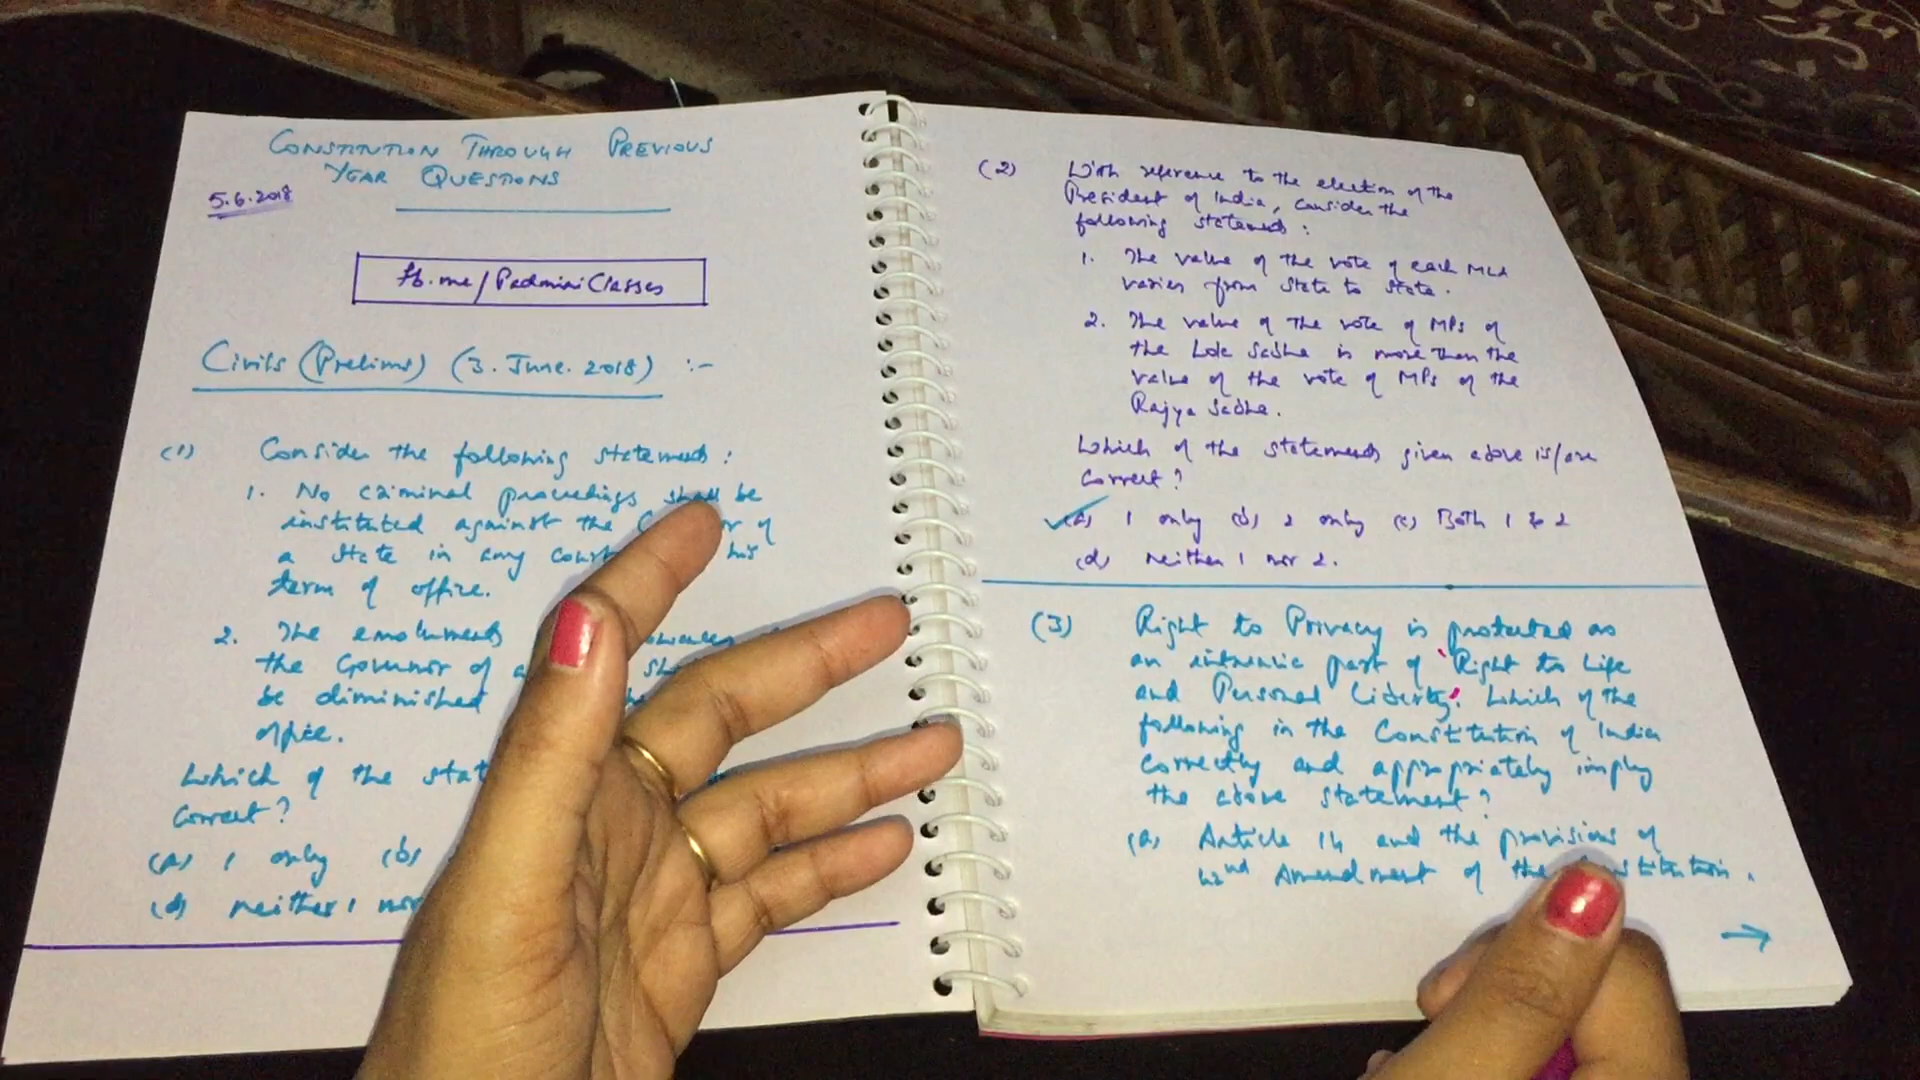 CONSTITUTION THROUGH PREVIOUS
YEAR QUESTIONS
5.6.2018
fb.me/PadminiClasses
Civils (Prelims) (3. June. 2018) :-
(1) Consider the following statements :
1. No criminal proceedings shall be
instituted against the of
a State in any court his
term of office.
2. The emoluments
the Governor of a
be diminished
office.
Which of the
correct ?
(a) 1 only (b)
(d) neither 1 nor
(2) With reference to the election of the
President of India, consider the
following statements :
1. The value of the vote of each MLA
varies from state to state.
2. The value of the vote of MPs of
the Lok Sabha is more than the
value of the vote of MPs of the
Rajya Sabha.
Which of the statements given above is/are
correct ?
(a) 1 only (b) 2 only (c) Both 1 & 2
(d) neither 1 nor 2.
(3) Right to Privacy is protected as
an intrinsic part of 'Right to Life
and Personal Liberty'. Which of the
following in the Constitution of India
correctly and appropriately imply
the above statement ?
(a) Article 14 and the provisions of
42nd Amendment of the
→